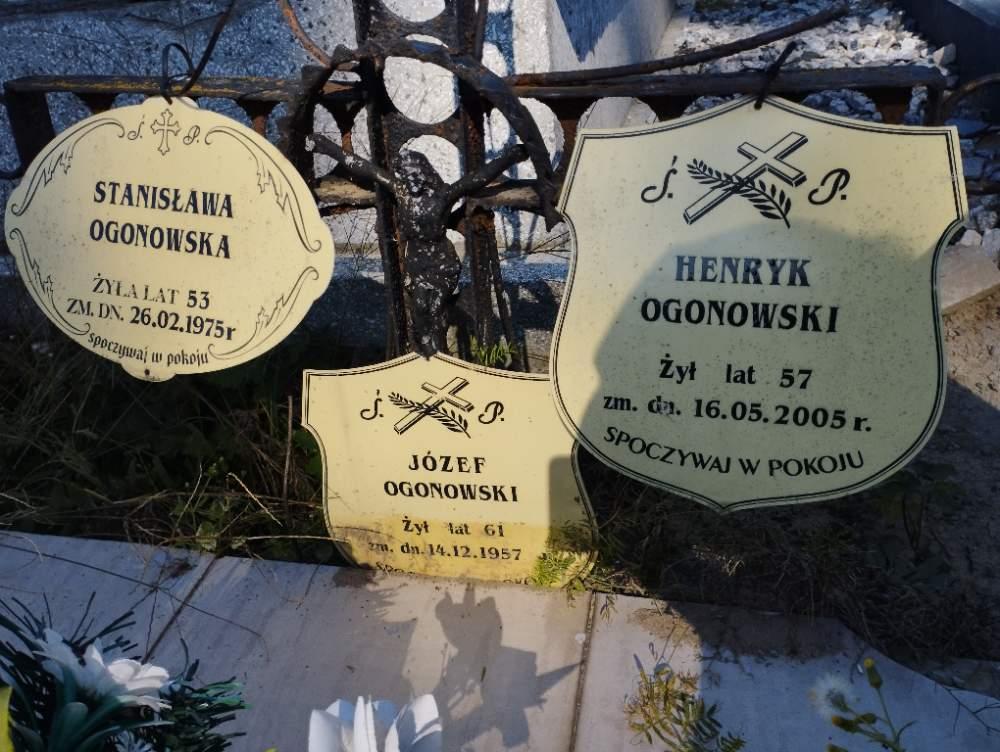 Ś. P.
STANISŁAWA
OGONOWSKA
ŻYŁA LAT 53
ZM. DN. 26.02.1975r
spoczywaj w pokoju
Ś. P.
JÓZEF
OGONOWSKI
Żył lat 61
zm. dn. 14.12.1957
Ś. P.
HENRYK
OGONOWSKI
Żył lat 57
zm. dn. 16.05.2005 r.
SPOCZYWAJ W POKOJU